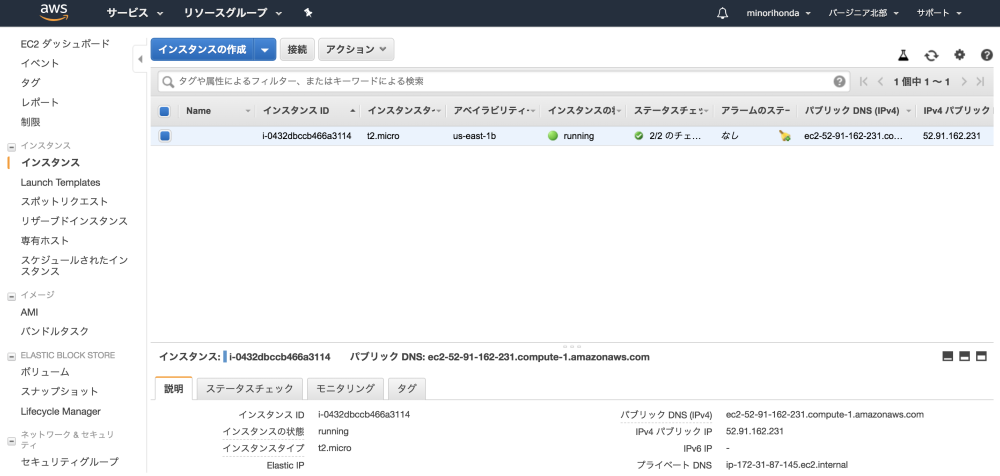 aws サービス リソースグループ minorihonda バージニア北部 サポート
EC2 ダッシュボード
イベント
タグ
レポート
制限
インスタンス
インスタンス
Launch Templates
スポットリクエスト
リザーブドインスタンス
専有ホスト
スケジュールされたイン
スタンス
イメージ
AMI
バンドルタスク
ELASTIC BLOCK STORE
ボリューム
スナップショット
Lifecycle Manager
ネットワーク & セキュリ
ティ
セキュリティグループ
インスタンスの作成 接続 アクション
タグや属性によるフィルター、またはキーワードによる検索 1 個中 1 ～ 1
Name インスタンス ID インスタンスター アベイラビリティ・ インスタンスの状 ステータスチェッ アラームのステー パブリック DNS (IPv4) IPv4 パブリック
i-0432dbccb466a3114 t2.micro us-east-1b running 2/2 のチェ... なし ec2-52-91-162-231.co... 52.91.162.231
インスタンス: i-0432dbccb466a3114 パブリック DNS: ec2-52-91-162-231.compute-1.amazonaws.com
説明 ステータスチェック モニタリング タグ
インスタンス ID i-0432dbccb466a3114 パブリック DNS (IPv4) ec2-52-91-162-231.compute-1.amazonaws.com
インスタンスの状態 running IPv4 パブリック IP 52.91.162.231
インスタンスタイプ t2.micro IPv6 IP -
Elastic IP プライベート DNS ip-172-31-87-145.ec2.internal